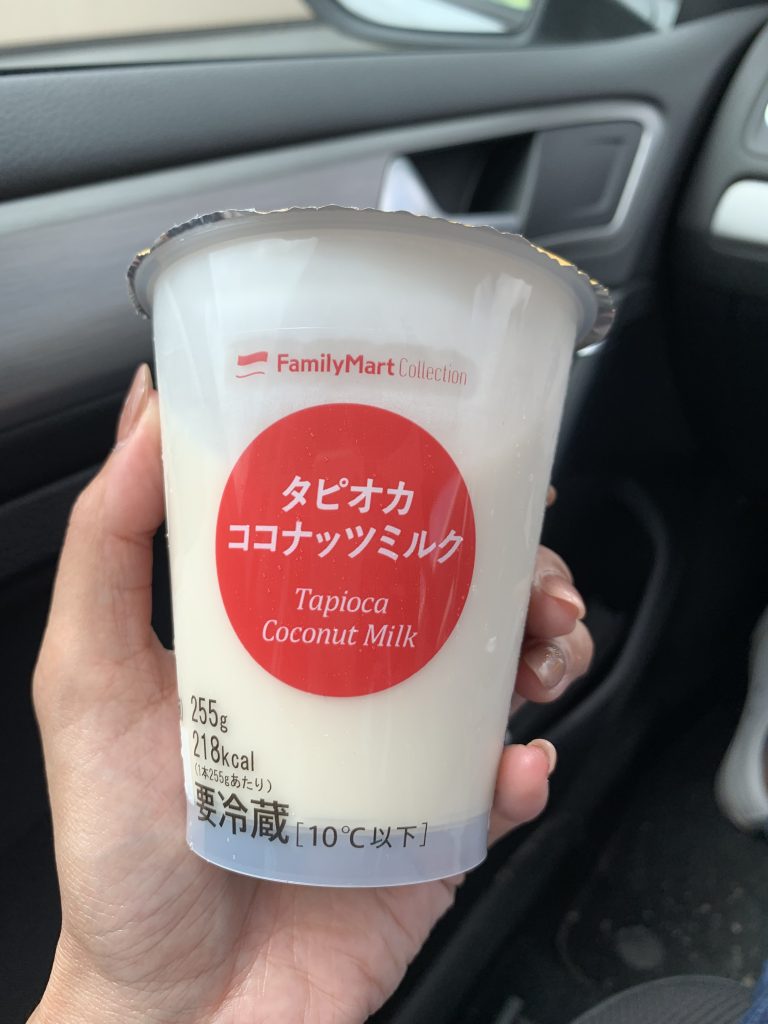 FamilyMart Collection
タピオカ
ココナッツミルク
Tapioca
Coconut Milk
255g
218kcal
(1本255gあたり)
要冷蔵[10℃以下]